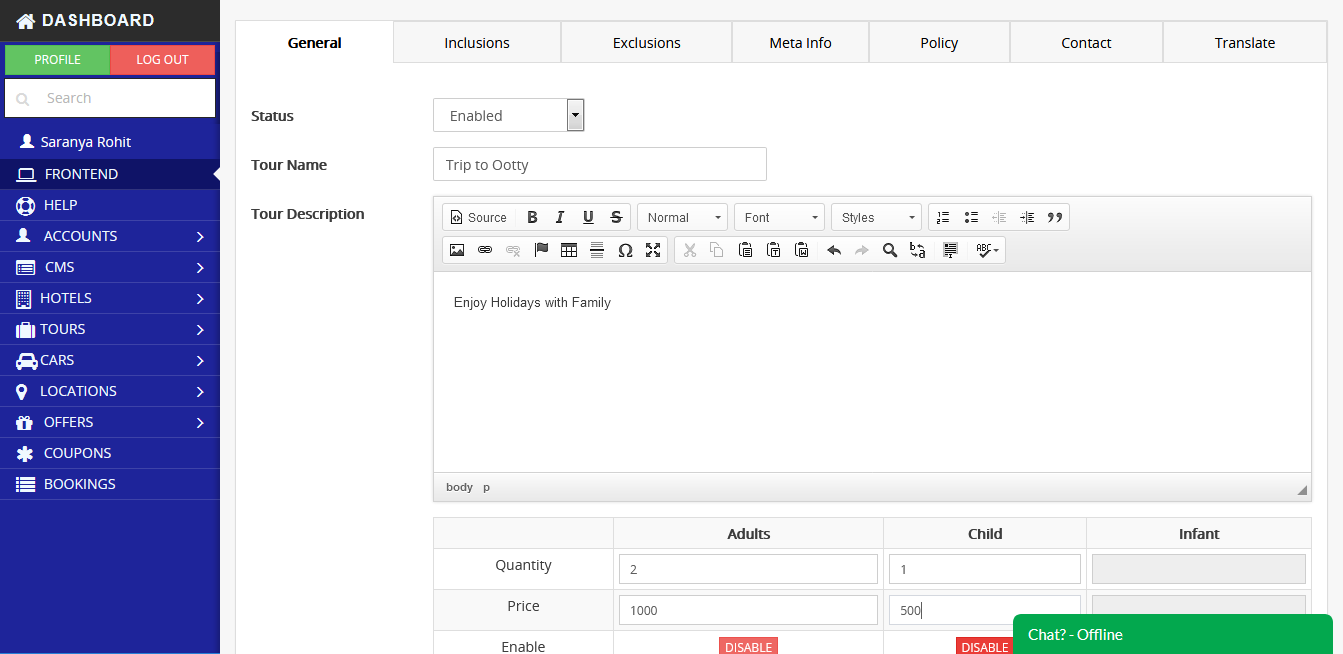 DASHBOARD
PROFILE LOG OUT
Search
Saranya Rohit
FRONTEND
HELP
ACCOUNTS
CMS
HOTELS
TOURS
CARS
LOCATIONS
OFFERS
COUPONS
BOOKINGS
General Inclusions Exclusions Meta Info Policy Contact Translate
Status Enabled
Tour Name Trip to Ootty
Tour Description
Source B I U S Normal Font Styles
Ω ABC
Enjoy Holidays with Family
body p
Adults Child Infant
Quantity 2 1
Price 1000 500
Enable DISABLE DISABLE
Chat? - Offline